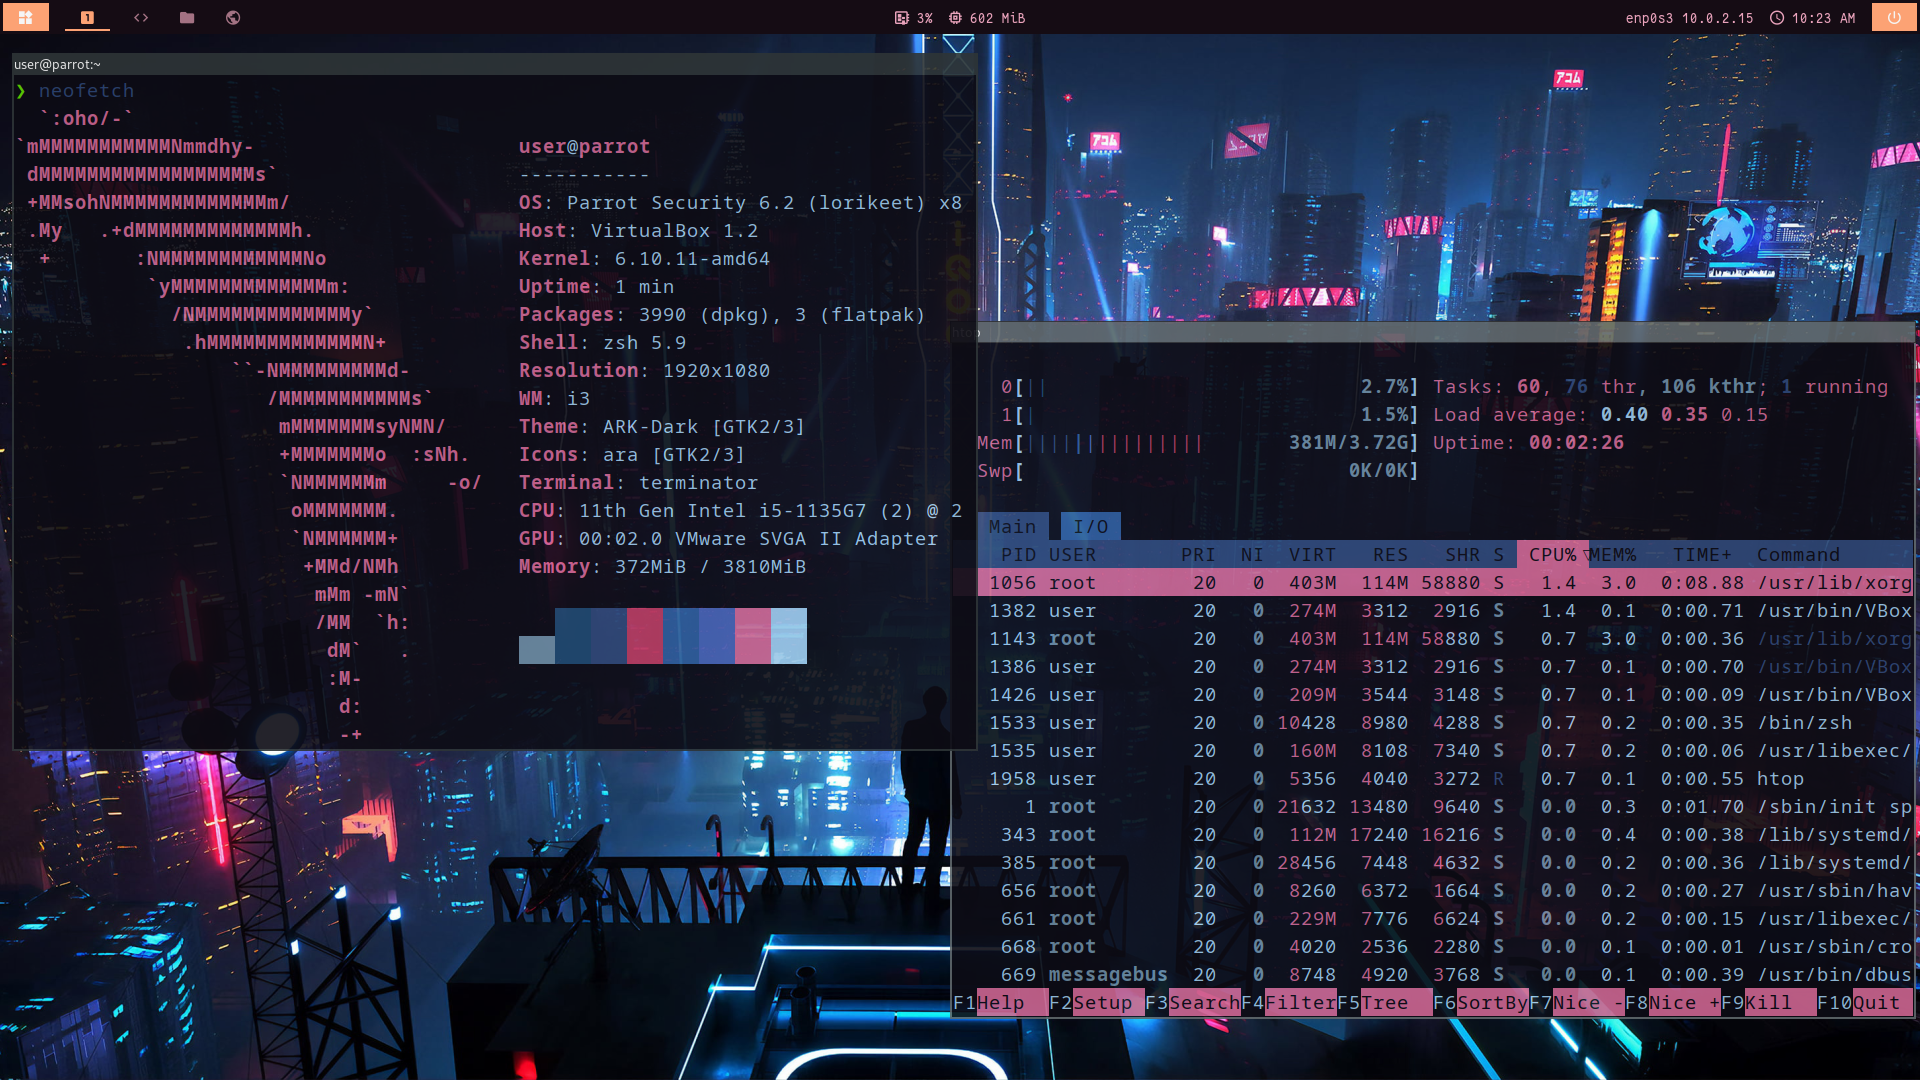 1
3%
602 MiB
enp0s3 10.0.2.15
10:23 AM
user@parrot:~
❯ neofetch
`:oho/-`
`mMMMMMMMMMMMNmmdhy-
dMMMMMMMMMMMMMMMMMMs`
+MMsohNMMMMMMMMMMMMMm/
.My   .+dMMMMMMMMMMMMMh.
+       :NMMMMMMMMMMMMNo
`yMMMMMMMMMMMMMm:
/NMMMMMMMMMMMMMy`
.hMMMMMMMMMMMMMN+
``-NMMMMMMMMMd-
/MMMMMMMMMMMs`
mMMMMMMMsyNMN/
+MMMMMMMo  :sNh.
`NMMMMMMm     -o/
oMMMMMMM.
`NMMMMMM+
+MMd/NMh
mMm -mN`
/MM  `h:
dM`   .
:M-
d:
-+
user@parrot
-----------
OS: Parrot Security 6.2 (lorikeet) x8
Host: VirtualBox 1.2
Kernel: 6.10.11-amd64
Uptime: 1 min
Packages: 3990 (dpkg), 3 (flatpak)
Shell: zsh 5.9
Resolution: 1920x1080
WM: i3
Theme: ARK-Dark [GTK2/3]
Icons: ara [GTK2/3]
Terminal: terminator
CPU: 11th Gen Intel i5-1135G7 (2) @ 2
GPU: 00:02.0 VMware SVGA II Adapter
Memory: 372MiB / 3810MiB
アコム
アコム
htop
0[||                          2.7%] Tasks: 60, 76 thr, 106 kthr; 1 running
1[|                           1.5%] Load average: 0.40 0.35 0.15
Mem[|||||||||||||||     381M/3.72G] Uptime: 00:02:26
Swp[                         0K/0K]
Main I/O
PID USER PRI NI VIRT RES SHR S CPU%▽MEM% TIME+ Command
1056 root 20 0 403M 114M 58880 S 1.4 3.0 0:08.88 /usr/lib/xorg
1382 user 20 0 274M 3312 2916 S 1.4 0.1 0:00.71 /usr/bin/VBox
1143 root 20 0 403M 114M 58880 S 0.7 3.0 0:00.36 /usr/lib/xorg
1386 user 20 0 274M 3312 2916 S 0.7 0.1 0:00.70 /usr/bin/VBox
1426 user 20 0 209M 3544 3148 S 0.7 0.1 0:00.09 /usr/bin/VBox
1533 user 20 0 10428 8980 4288 S 0.7 0.2 0:00.35 /bin/zsh
1535 user 20 0 160M 8108 7340 S 0.7 0.2 0:00.06 /usr/libexec/
1958 user 20 0 5356 4040 3272 R 0.7 0.1 0:00.55 htop
1 root 20 0 21632 13480 9640 S 0.0 0.3 0:01.70 /sbin/init sp
343 root 20 0 112M 17240 16216 S 0.0 0.4 0:00.38 /lib/systemd/
385 root 20 0 28456 7448 4632 S 0.0 0.2 0:00.36 /lib/systemd/
656 root 20 0 8260 6372 1664 S 0.0 0.2 0:00.27 /usr/sbin/hav
661 root 20 0 229M 7776 6624 S 0.0 0.2 0:00.15 /usr/libexec/
668 root 20 0 4020 2536 2280 S 0.0 0.1 0:00.01 /usr/sbin/cro
669 messagebus 20 0 8748 4920 3768 S 0.0 0.1 0:00.39 /usr/bin/dbus
F1Help F2Setup F3SearchF4FilterF5Tree F6SortByF7Nice -F8Nice +F9Kill F10Quit